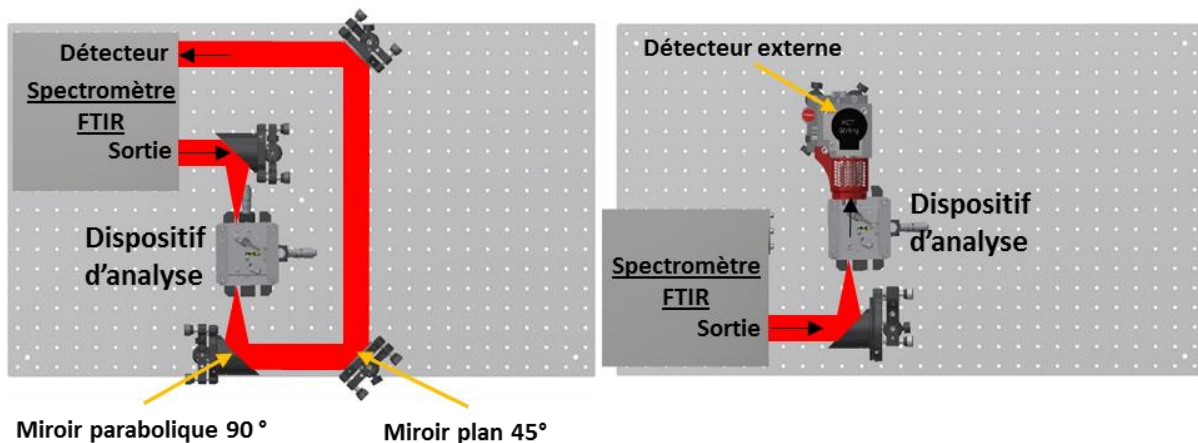 Détecteur
Spectromètre
FTIR
Sortie
Dispositif
d'analyse
Miroir parabolique 90 °
Miroir plan 45°
Détecteur externe
Dispositif
d'analyse
Spectromètre
FTIR
Sortie